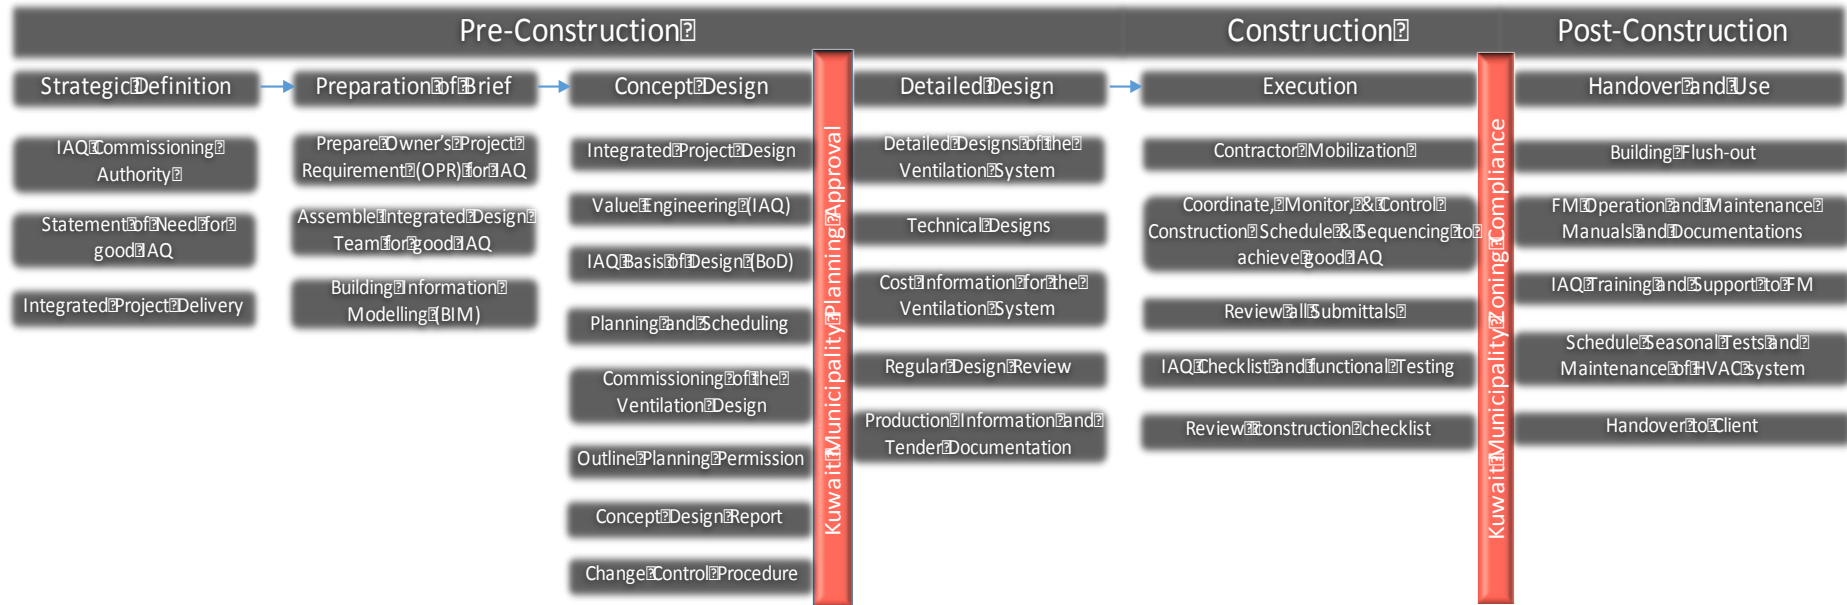 Pre-Construction
Construction
Post-Construction
Strategic Definition
Preparation of Brief
Concept Design
Detailed Design
Execution
Handover and Use
IAQ Commissioning
Authority
Statement of Need for
good IAQ
Integrated Project Delivery
Prepare Owner's Project
Requirement (OPR) for IAQ
Assemble Integrated Design
Team for good IAQ
Building Information
Modelling (BIM)
Integrated Project Design
Value Engineering (IAQ)
IAQ Basis of Design (BoD)
Planning and Scheduling
Commissioning of the
Ventilation Design
Outline Planning Permission
Concept Design Report
Change Control Procedure
Kuwait Municipality Planning Approval
Detailed Designs of the
Ventilation System
Technical Designs
Cost Information for the
Ventilation System
Regular Design Review
Production Information and
Tender Documentation
Contractor Mobilization
Coordinate, Monitor, & Control
Construction Schedule & Sequencing to
achieve good IAQ
Review all Submittals
IAQ Checklist and functional Testing
Review construction checklist
Kuwait Municipality Zoning Compliance
Building Flush-out
FM Operation and Maintenance
Manuals and Documentations
IAQ Training and Support to FM
Schedule Seasonal Tests and
Maintenance of HVAC system
Handover to Client